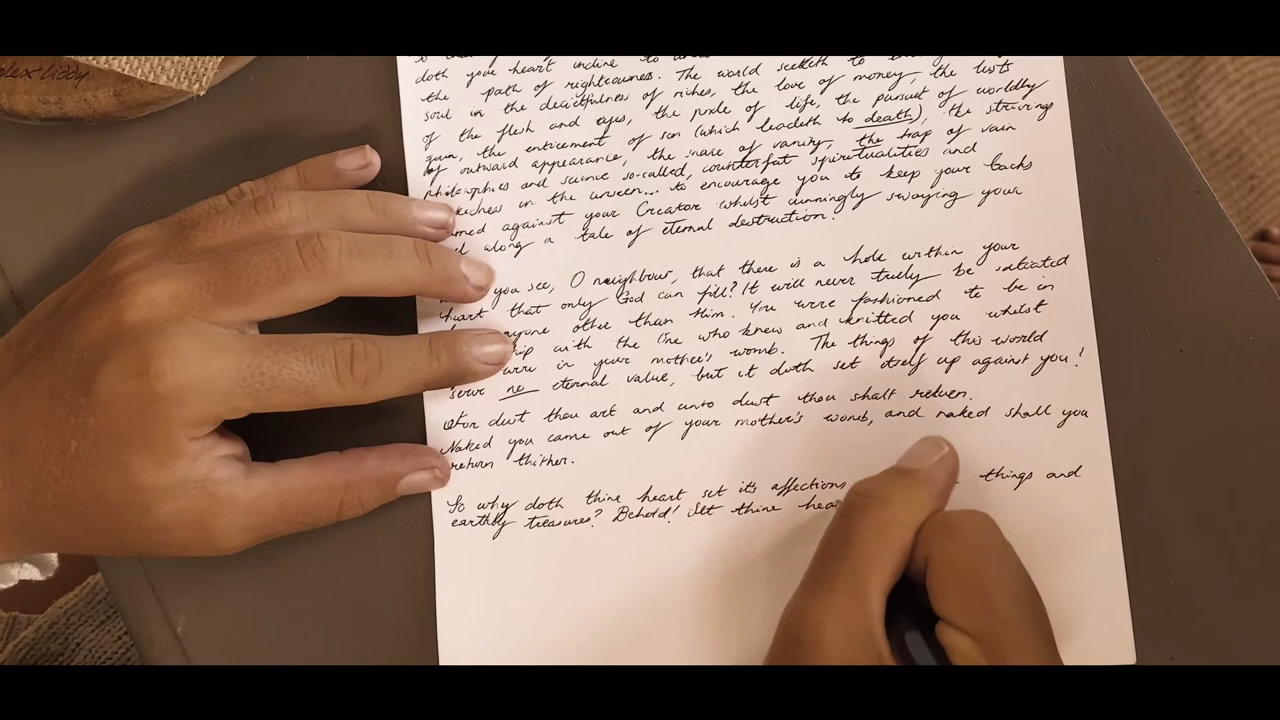 alex liddy
doth your heart incline to
the path of righteousness. The world seeketh to
soul in the deceitfulness of riches, the love of money, the lusts
of the flesh and eyes, the pride of life, the pursuit of worldly
gain, the enticement of sin (which leadeth to death), the strivings
of outward appearance, the snare of vanity, the trap of vain
philosophies and science so-called, counterfeit spiritualities and
in the unseen... to encourage you to keep your backs
against your Creator whilst cunningly swaying your
along a tale of eternal destruction.
you see, O neighbour, that there is a hole within your
heart that only God can fill? It will never truly be satiated
other than Him. You were fashioned to be in
with the One who knew and knitted you whilst
in your mother's womb. The things of this world
serve no eternal value, but it doth set itself up against you!
For dust thou art and unto dust thou shalt return.
Naked you came out of your mother's womb, and naked shall you
return thither.
So why doth thine heart set it's affections things and
earthly treasures? Behold! Set thine hea